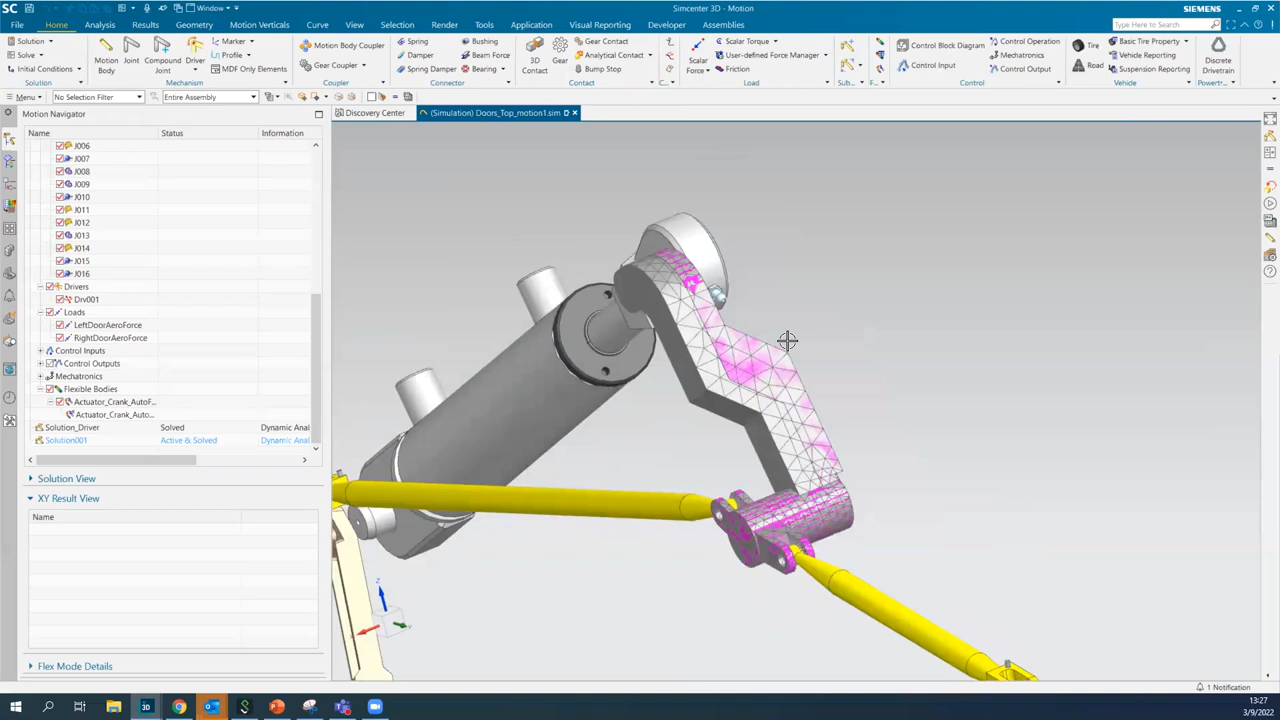 SC
Window
Simcenter 3D - Motion
SIEMENS
File Home Analysis Results Geometry Motion Verticals Curve View Selection Render Tools Application Visual Reporting Developer Assemblies
Type Here to Search
Solution
Solve
Initial Conditions
Solution
Motion Body
Joint
Compound Joint
Driver
Marker
Profile
MDF Only Elements
Mechanism
Motion Body Coupler
Gear Coupler
Coupler
Spring
Damper
Spring Damper
Bushing
Beam Force
Bearing
Connector
3D Contact
Gear
Gear Contact
Analytical Contact
Bump Stop
Contact
C...
Scalar Force
Scalar Torque
User-defined Force Manager
Friction
Load
Sub...
F...
Control Block Diagram
Control Input
Control Operation
Mechatronics
Control Output
Control
Tire
Road
Basic Tire Property
Vehicle Reporting
Suspension Reporting
Vehicle
Discrete Drivetrain
Powertr...
Menu
No Selection Filter
Entire Assembly
Motion Navigator
Discovery Center
(Simulation) Doors_Top_motion1.sim
Name Status Information
J006
J007
J008
J009
J010
J011
J012
J013
J014
J015
J016
Drivers
Drv001
Loads
LeftDoorAeroForce
RightDoorAeroForce
Control Inputs
Control Outputs
Mechatronics
Flexible Bodies
Actuator_Crank_AutoF...
Actuator_Crank_Auto...
Solution_Driver Solved Dynamic Anal
Solution001 Active & Solved Dynamic Anal
Solution View
XY Result View
Name
Flex Mode Details
Z
Y
1 Notification
13:27
3/9/2022